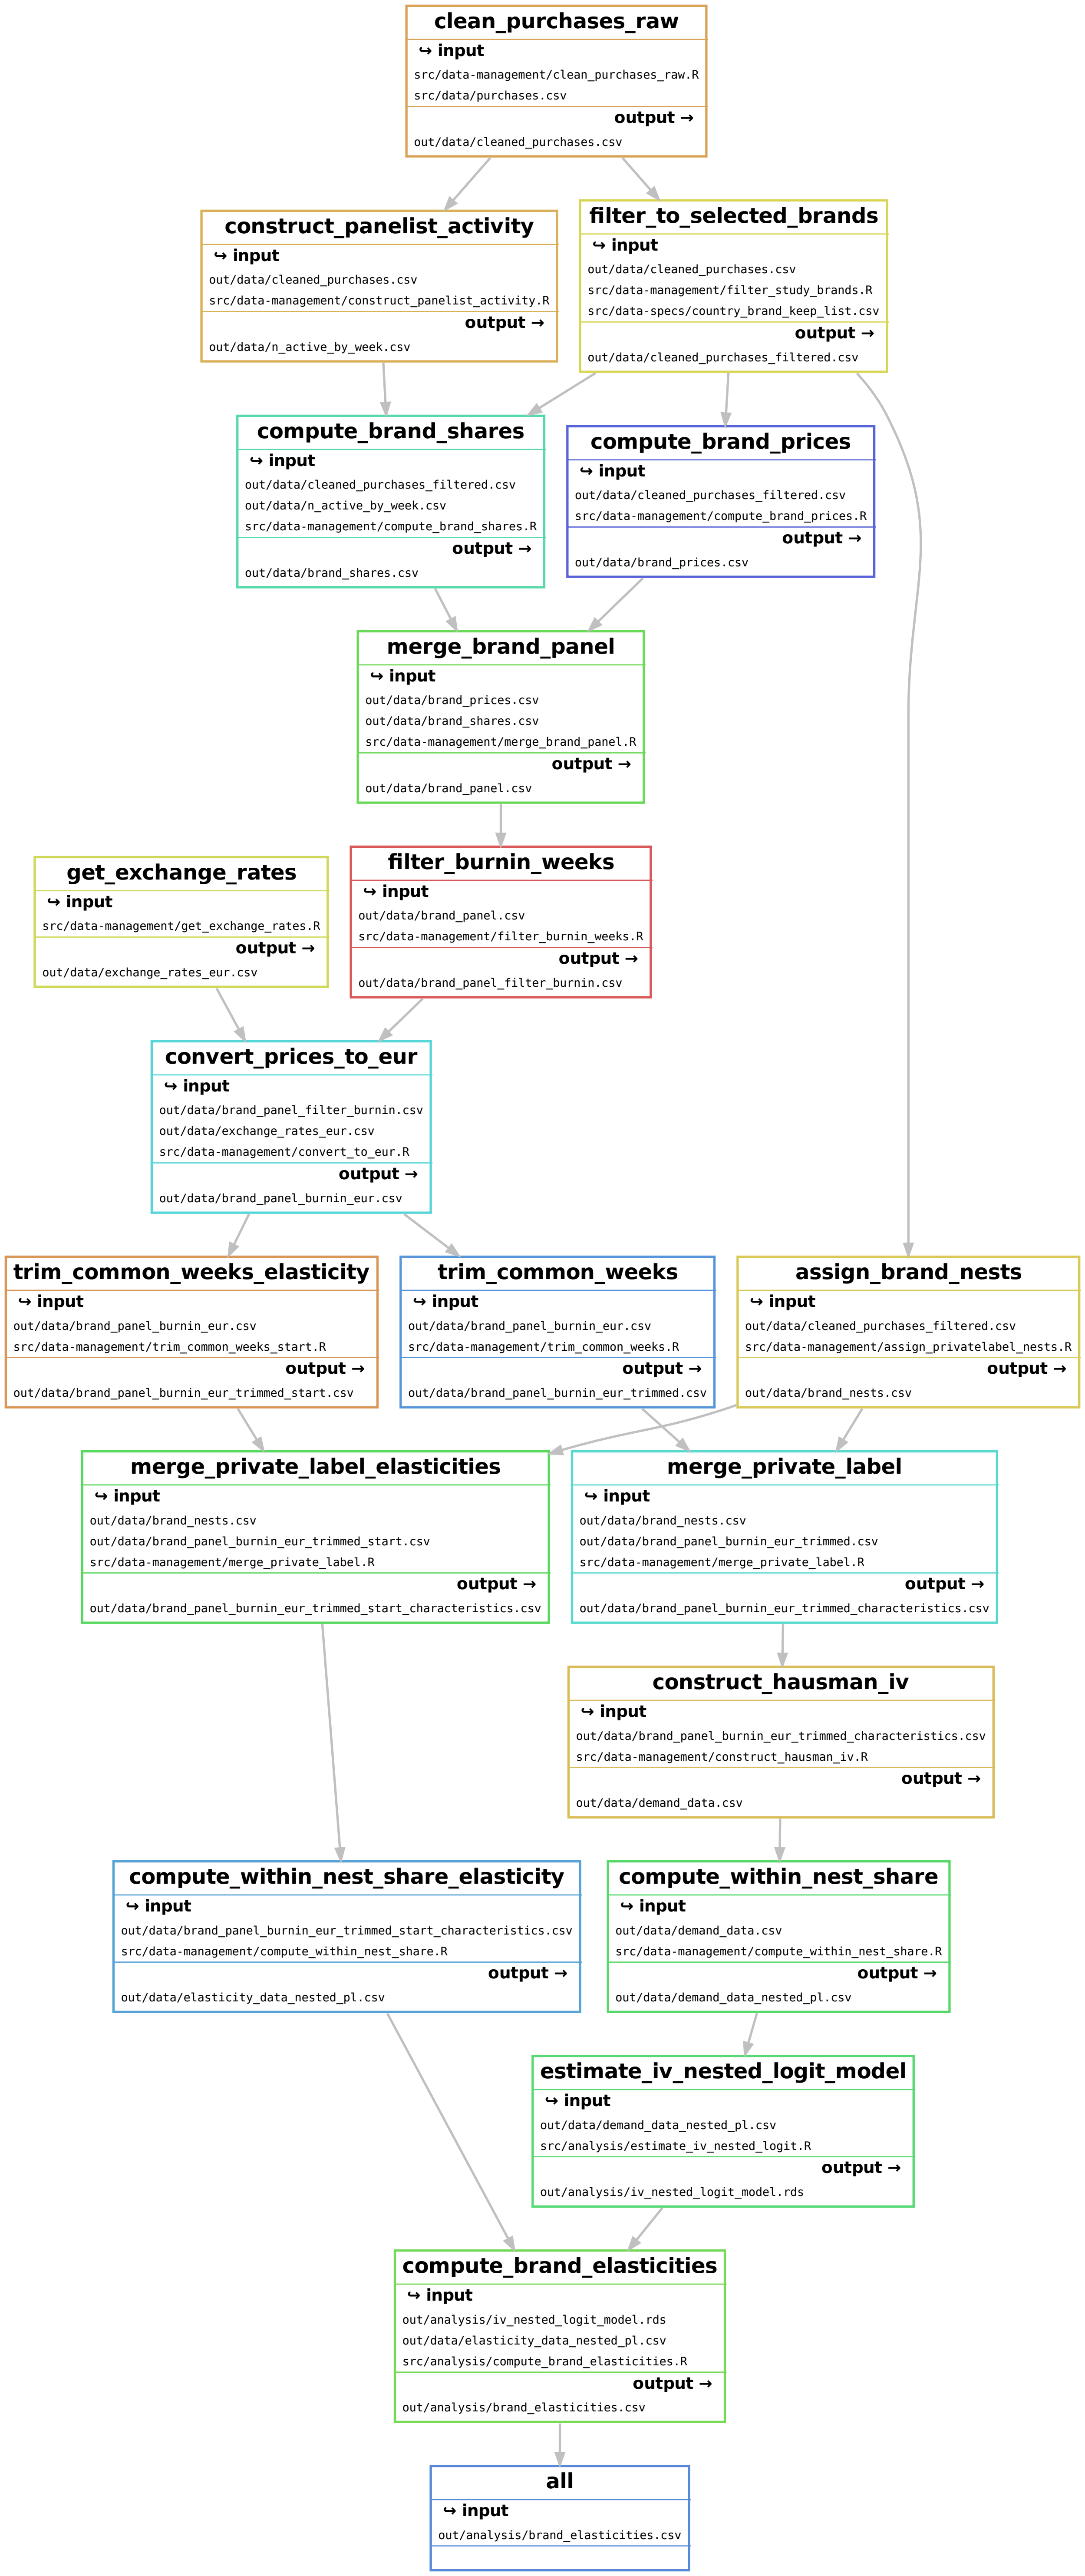 clean_purchases_raw
↪ input
src/data-management/clean_purchases_raw.R
src/data/purchases.csv
output →
out/data/cleaned_purchases.csv
construct_panelist_activity
↪ input
out/data/cleaned_purchases.csv
src/data-management/construct_panelist_activity.R
output →
out/data/n_active_by_week.csv
filter_to_selected_brands
↪ input
out/data/cleaned_purchases.csv
src/data-management/filter_study_brands.R
src/data-specs/country_brand_keep_list.csv
output →
out/data/cleaned_purchases_filtered.csv
compute_brand_shares
↪ input
out/data/cleaned_purchases_filtered.csv
out/data/n_active_by_week.csv
src/data-management/compute_brand_shares.R
output →
out/data/brand_shares.csv
compute_brand_prices
↪ input
out/data/cleaned_purchases_filtered.csv
src/data-management/compute_brand_prices.R
output →
out/data/brand_prices.csv
merge_brand_panel
↪ input
out/data/brand_prices.csv
out/data/brand_shares.csv
src/data-management/merge_brand_panel.R
output →
out/data/brand_panel.csv
get_exchange_rates
↪ input
src/data-management/get_exchange_rates.R
output →
out/data/exchange_rates_eur.csv
filter_burnin_weeks
↪ input
out/data/brand_panel.csv
src/data-management/filter_burnin_weeks.R
output →
out/data/brand_panel_filter_burnin.csv
convert_prices_to_eur
↪ input
out/data/brand_panel_filter_burnin.csv
out/data/exchange_rates_eur.csv
src/data-management/convert_to_eur.R
output →
out/data/brand_panel_burnin_eur.csv
trim_common_weeks_elasticity
↪ input
out/data/brand_panel_burnin_eur.csv
src/data-management/trim_common_weeks_start.R
output →
out/data/brand_panel_burnin_eur_trimmed_start.csv
trim_common_weeks
↪ input
out/data/brand_panel_burnin_eur.csv
src/data-management/trim_common_weeks.R
output →
out/data/brand_panel_burnin_eur_trimmed.csv
assign_brand_nests
↪ input
out/data/cleaned_purchases_filtered.csv
src/data-management/assign_privatelabel_nests.R
output →
out/data/brand_nests.csv
merge_private_label_elasticities
↪ input
out/data/brand_nests.csv
out/data/brand_panel_burnin_eur_trimmed_start.csv
src/data-management/merge_private_label.R
output →
out/data/brand_panel_burnin_eur_trimmed_start_characteristics.csv
merge_private_label
↪ input
out/data/brand_nests.csv
out/data/brand_panel_burnin_eur_trimmed.csv
src/data-management/merge_private_label.R
output →
out/data/brand_panel_burnin_eur_trimmed_characteristics.csv
construct_hausman_iv
↪ input
out/data/brand_panel_burnin_eur_trimmed_characteristics.csv
src/data-management/construct_hausman_iv.R
output →
out/data/demand_data.csv
compute_within_nest_share_elasticity
↪ input
out/data/brand_panel_burnin_eur_trimmed_start_characteristics.csv
src/data-management/compute_within_nest_share.R
output →
out/data/elasticity_data_nested_pl.csv
compute_within_nest_share
↪ input
out/data/demand_data.csv
src/data-management/compute_within_nest_share.R
output →
out/data/demand_data_nested_pl.csv
estimate_iv_nested_logit_model
↪ input
out/data/demand_data_nested_pl.csv
src/analysis/estimate_iv_nested_logit.R
output →
out/analysis/iv_nested_logit_model.rds
compute_brand_elasticities
↪ input
out/analysis/iv_nested_logit_model.rds
out/data/elasticity_data_nested_pl.csv
src/analysis/compute_brand_elasticities.R
output →
out/analysis/brand_elasticities.csv
all
↪ input
out/analysis/brand_elasticities.csv